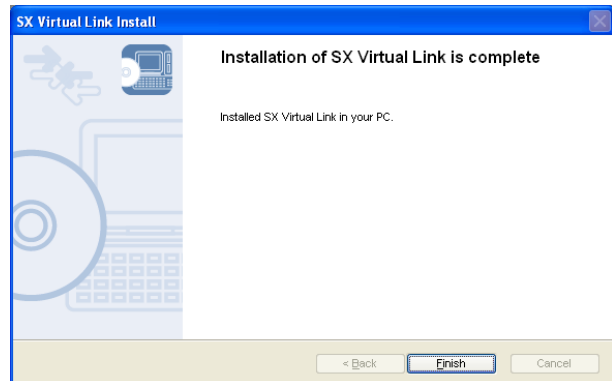 SX Virtual Link Install
Installation of SX Virtual Link is complete
Installed SX Virtual Link in your PC.
< Back Finish Cancel